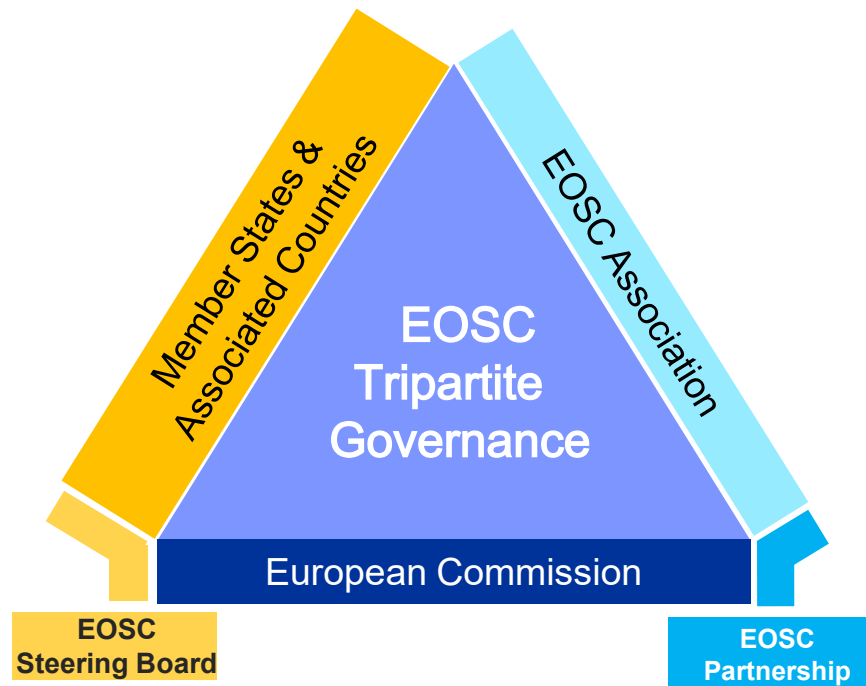 Member States &
Associated Countries
EOSC Association
EOSC
Tripartite
Governance
European Commission
EOSC
Steering Board
EOSC
Partnership